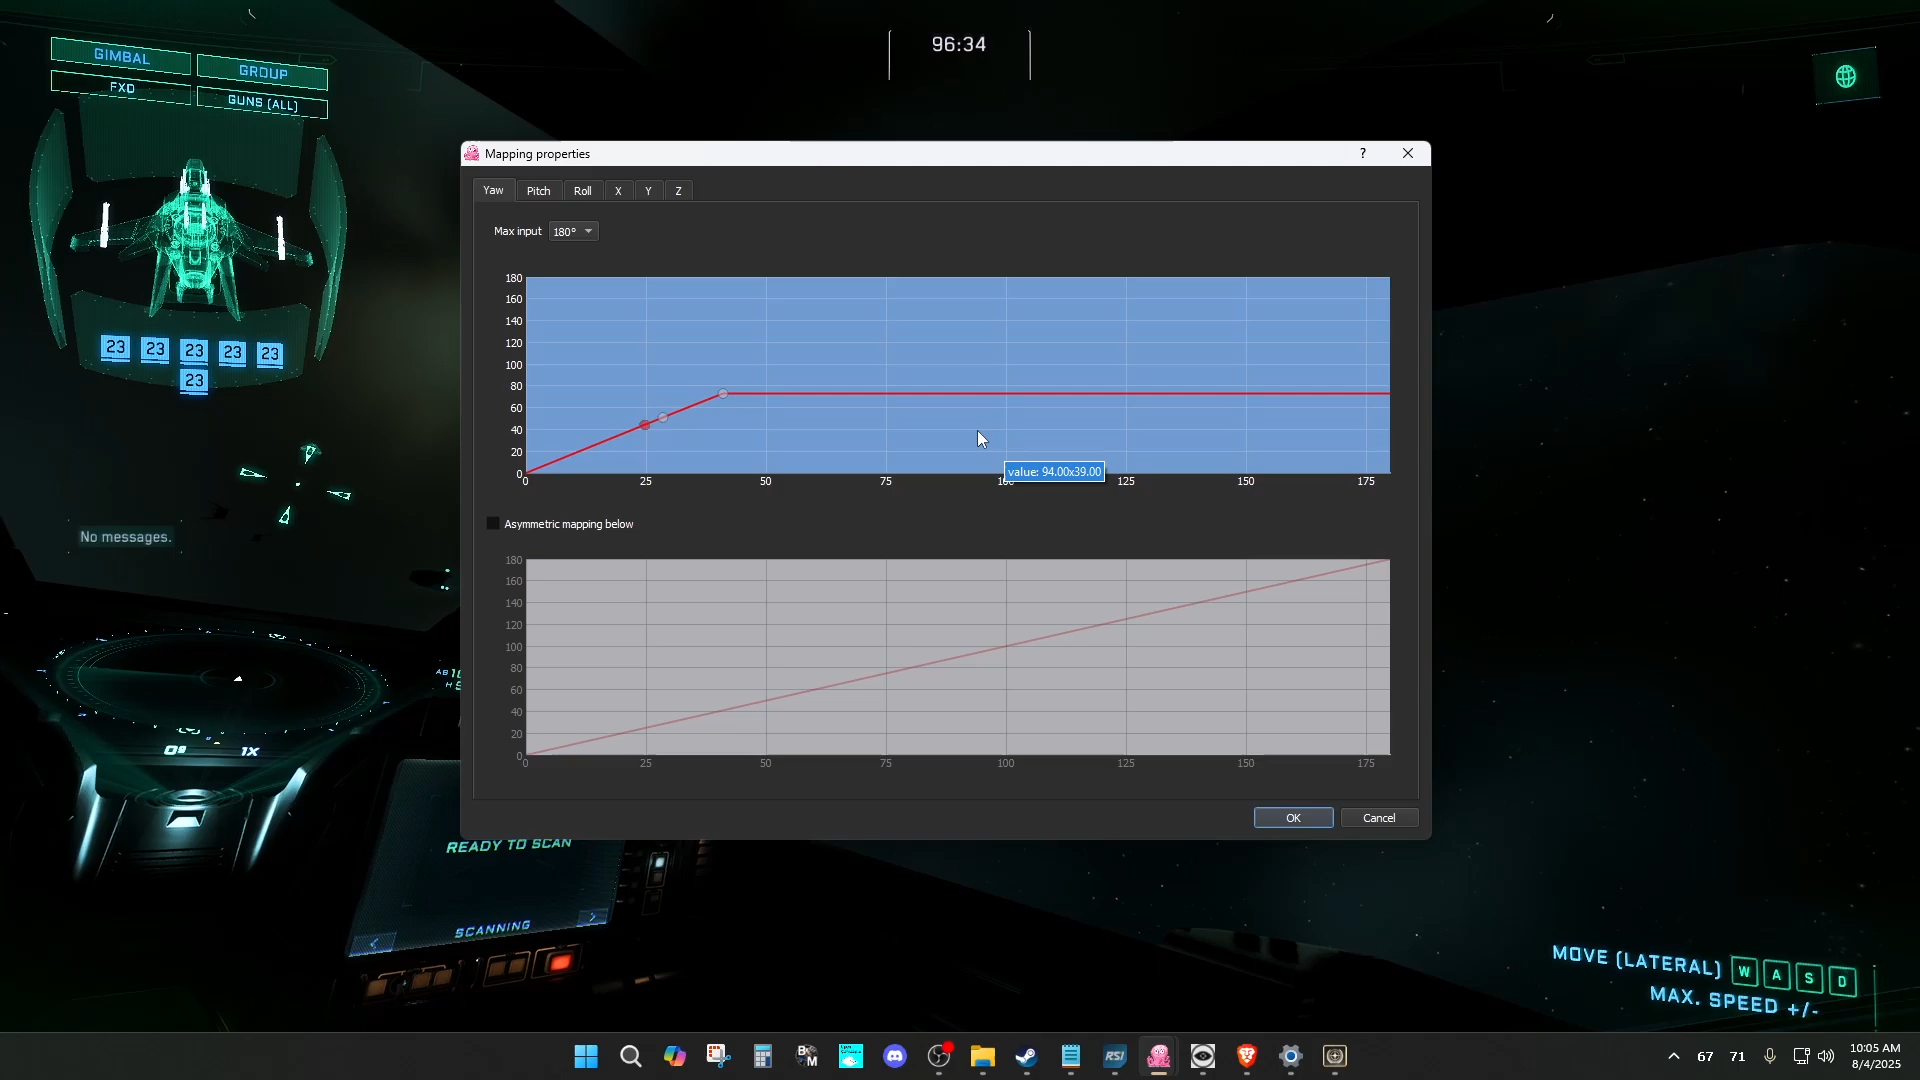 96:34
GIMBAL
GROUP
FXD
GUNS (ALL)
23 23 23 23 23
23
No messages.
Mapping properties
?
Yaw Pitch Roll X Y Z
Max input 180°
180
160
140
120
100
80
60
40
20
0
0 25 50 75 125 150 175
value: 94.00x39.00
Asymmetric mapping below
180
160
140
120
100
80
60
40
20
0
0 25 50 75 100 125 150 175
OK Cancel
0° 1X
READY TO SCAN
SCANNING
< >
MOVE (LATERAL) W A S D
MAX. SPEED +/-
B M
RSI
67 71
10:05 AM
8/4/2025